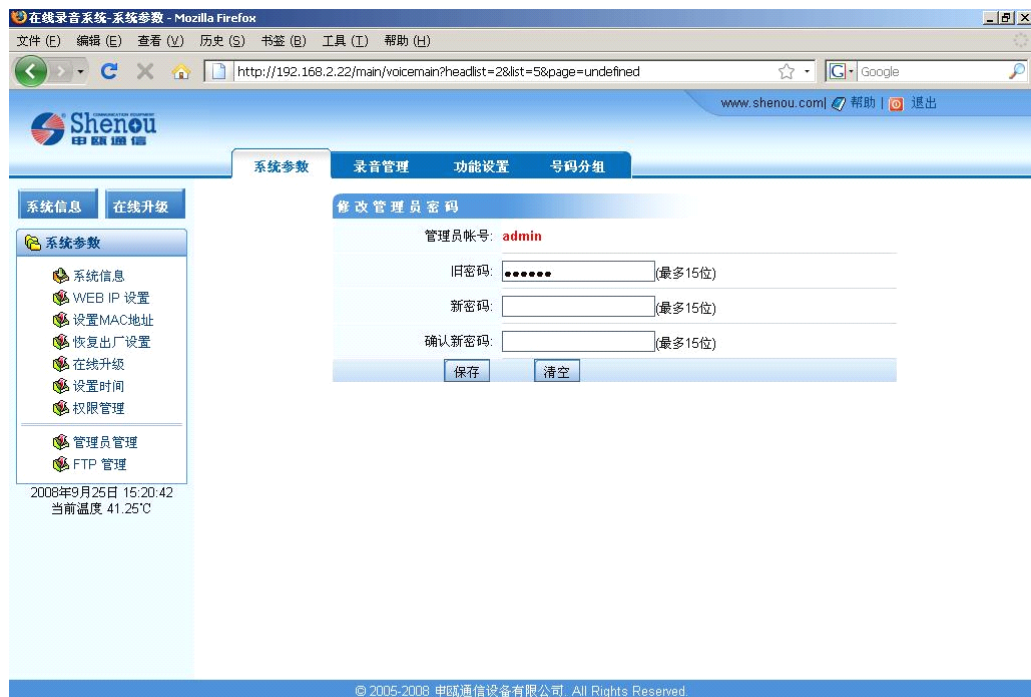 在线录音系统-系统参数 - Mozilla Firefox
文件 (F) 编辑 (E) 查看 (V) 历史 (S) 书签 (B) 工具 (T) 帮助 (H)
http://192.168.2.22/main/voicemain?headlist=2&list=5&page=undefined
G Google
www.shenou.com| 帮助 | 退出
COMMUNICATION EQUIPMENT
Shenou
申瓯通信
系统参数 录音管理 功能设置 号码分组
系统信息 在线升级
系统参数
系统信息
WEB IP 设置
设置MAC地址
恢复出厂设置
在线升级
设置时间
权限管理
管理员管理
FTP 管理
2008年9月25日 15:20:42
当前温度 41.25℃
修改管理员密码
管理员帐号: admin
旧密码: ●●●●●● (最多15位)
新密码: (最多15位)
确认新密码: (最多15位)
保存 清空
© 2005-2008 申瓯通信设备有限公司. All Rights Reserved.